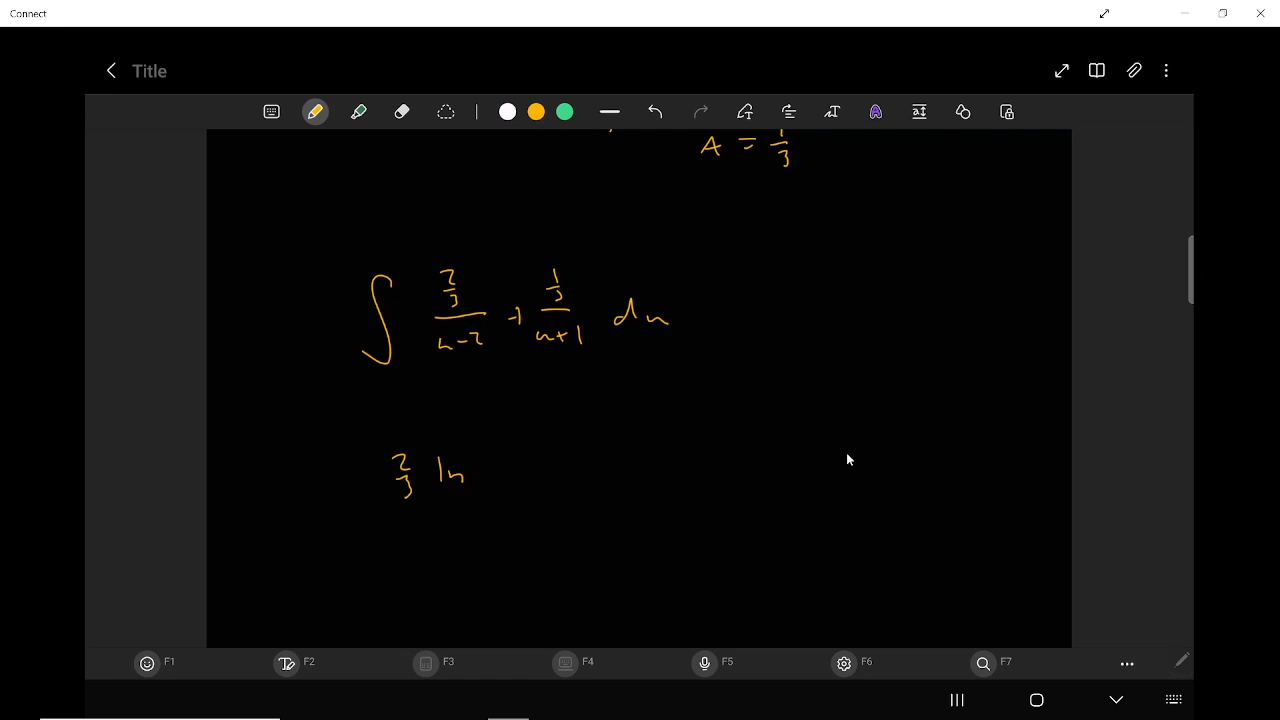 Connect
Title
A = 1/3
∫ (2/3)/(u-2) + (1/3)/(u+1) du
2/3 ln
F1 F2 F3 F4 F5 F6 F7